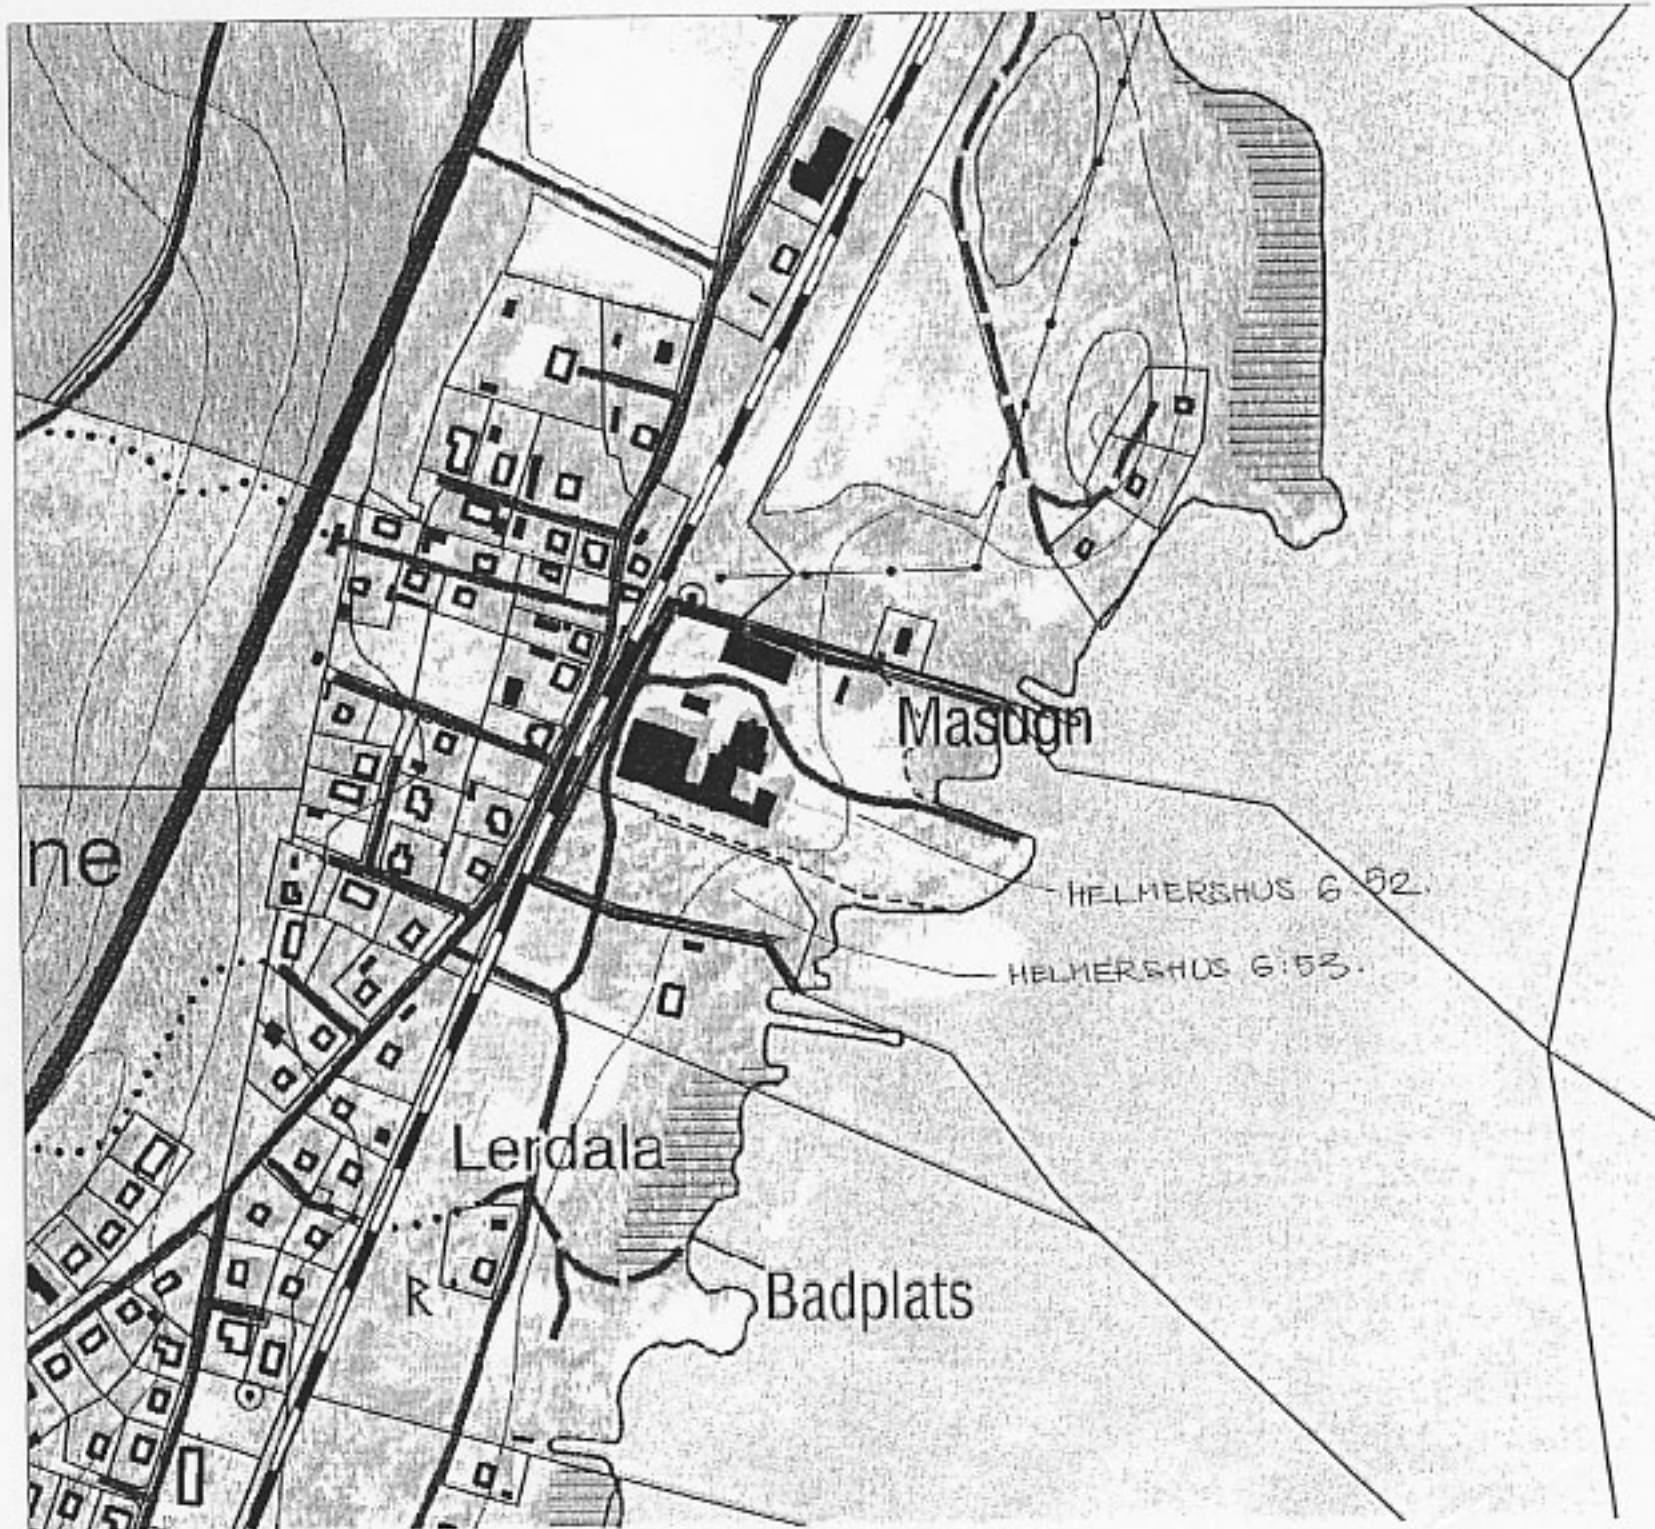 Masugn
ne
HELMERSHUS 6:52.
HELMERSHUS 6:53.
Lerdala
R
Badplats